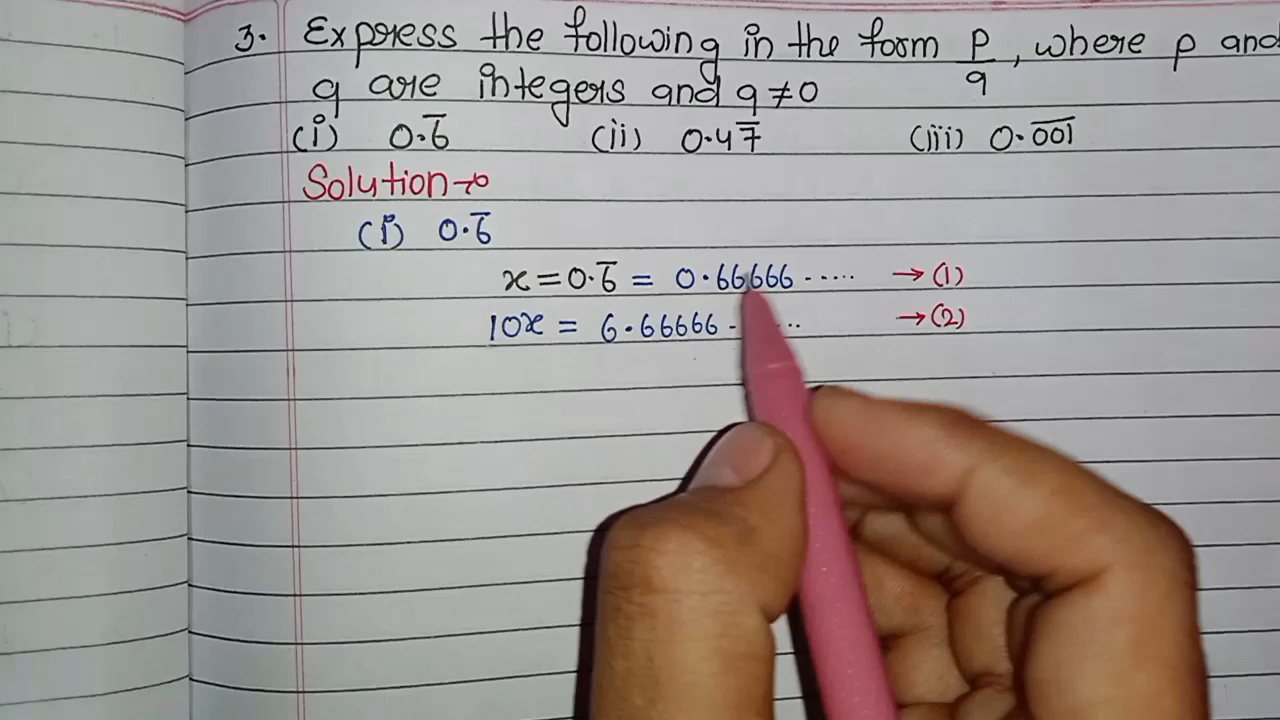 3. Express the following in the form p/q, where p and
q are integers and q ≠ 0
(i) 0.6̅ (ii) 0.47̅ (iii) 0.0̅0̅1̅
Solution →
(i) 0.6̅
x = 0.6̅ = 0.66666 ..... → (1)
10x = 6.66666 ..... → (2)